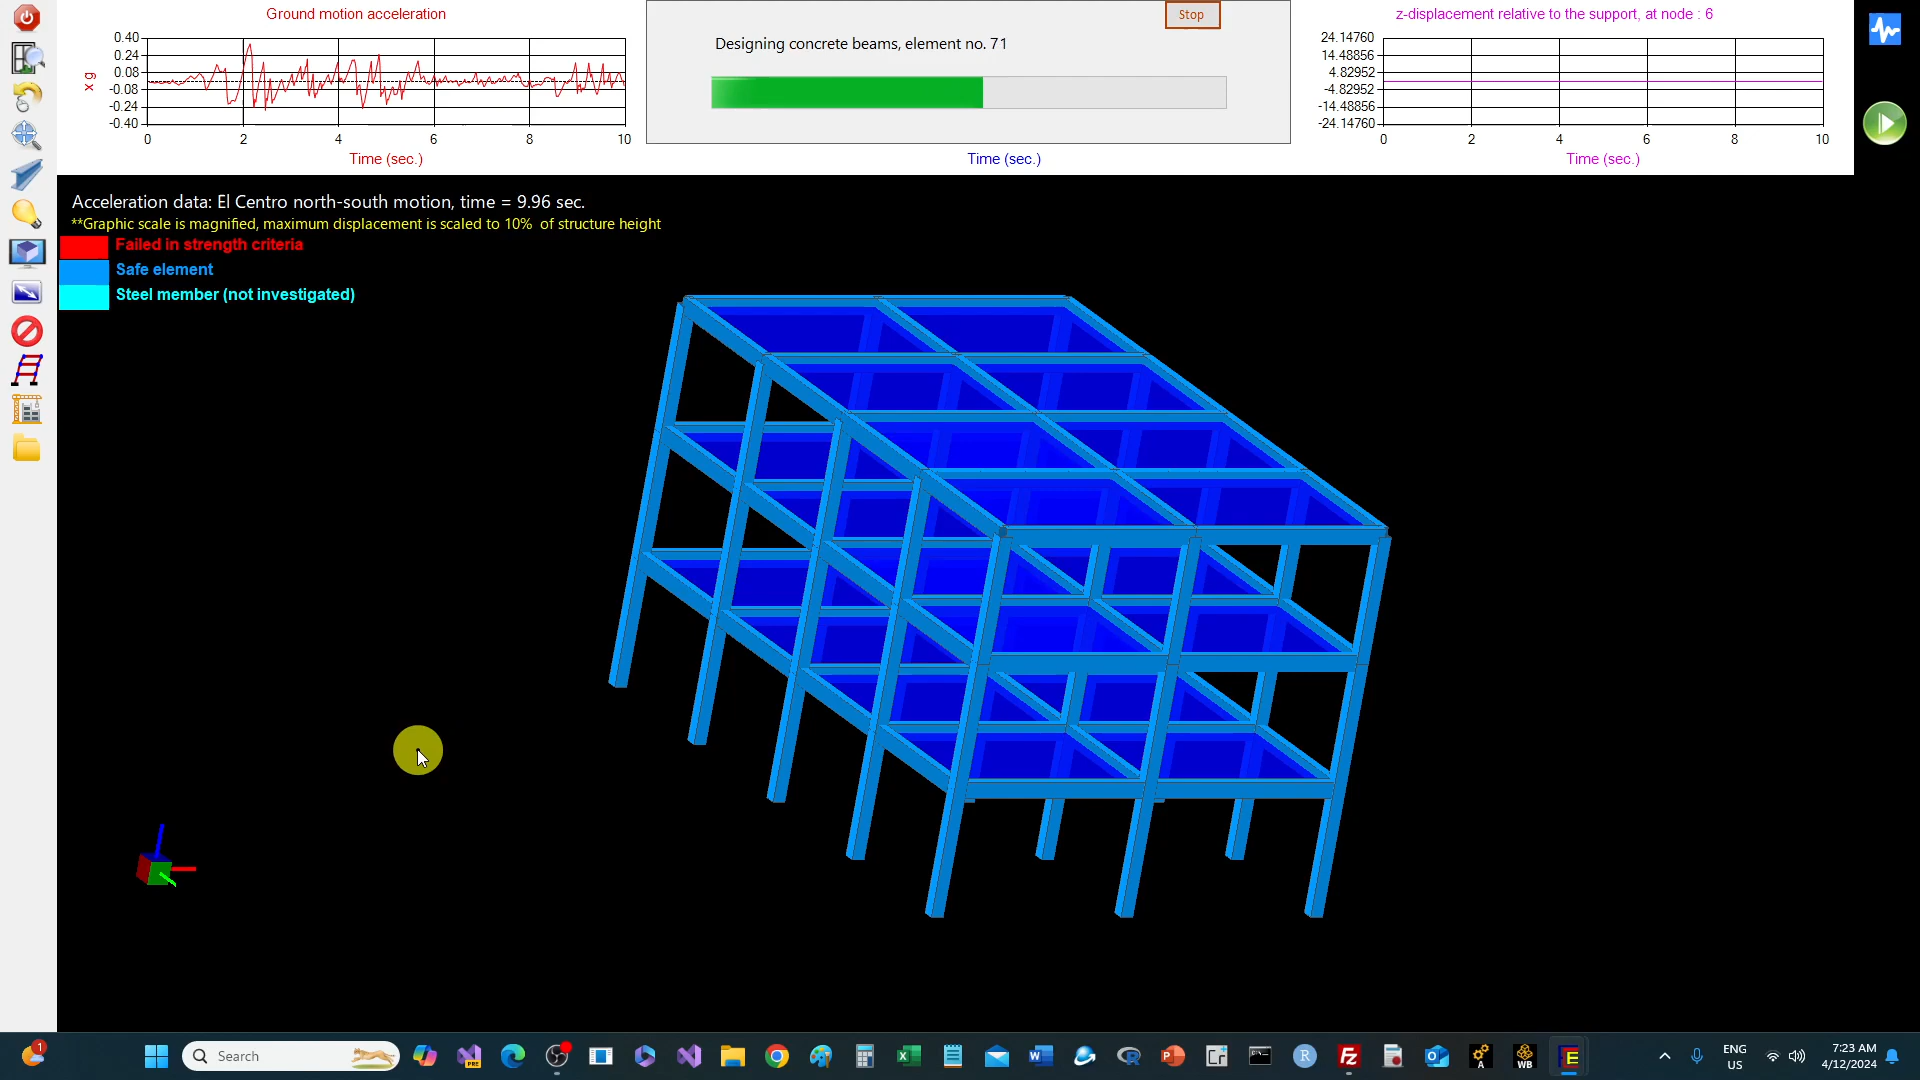 Ground motion acceleration
0.40
0.24
0.08
-0.08
-0.24
-0.40
x g
0 2 4 6 8 10
Time (sec.)
Stop
Designing concrete beams, element no. 71
Time (sec.)
z-displacement relative to the support, at node : 6
24.14760
14.48856
4.82952
-4.82952
-14.48856
-24.14760
0 2 4 6 8 10
Time (sec.)
Acceleration data: El Centro north-south motion, time = 9.96 sec.
**Graphic scale is magnified, maximum displacement is scaled to 10% of structure height
Failed in strength criteria
Safe element
Steel member (not investigated)
1
Search
PRE
A
WB
FE
ENG
US
7:23 AM
4/12/2024